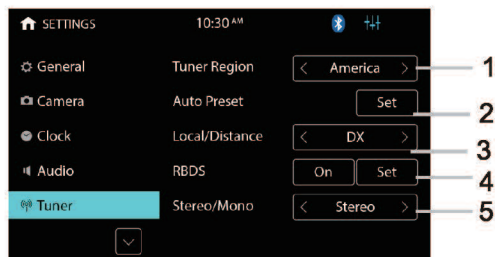 SETTINGS 10:30 AM
General Tuner Region < America > 1
Camera Auto Preset Set 2
Clock Local/Distance < DX > 3
Audio RBDS On Set 4
Tuner Stereo/Mono < Stereo > 5